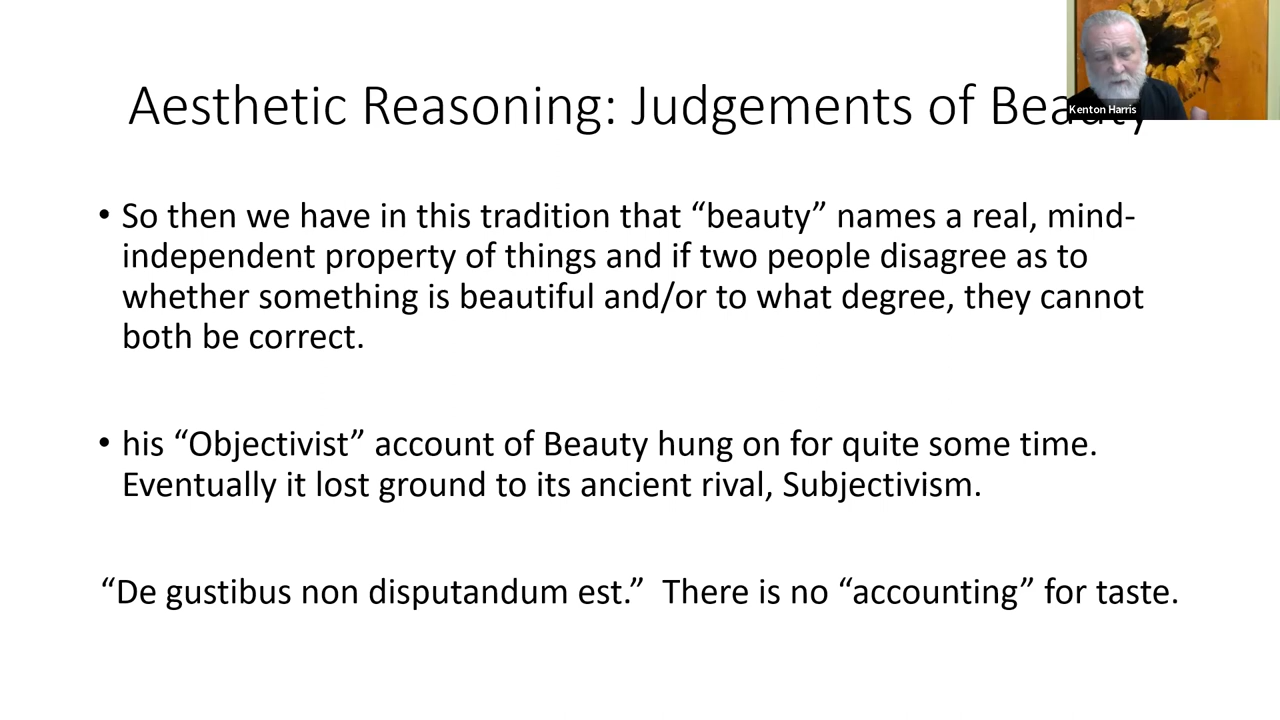 Aesthetic Reasoning: Judgements of Beauty
Kenton Harris
• So then we have in this tradition that “beauty” names a real, mind-
independent property of things and if two people disagree as to
whether something is beautiful and/or to what degree, they cannot
both be correct.
• his “Objectivist” account of Beauty hung on for quite some time.
Eventually it lost ground to its ancient rival, Subjectivism.
“De gustibus non disputandum est.” There is no “accounting” for taste.